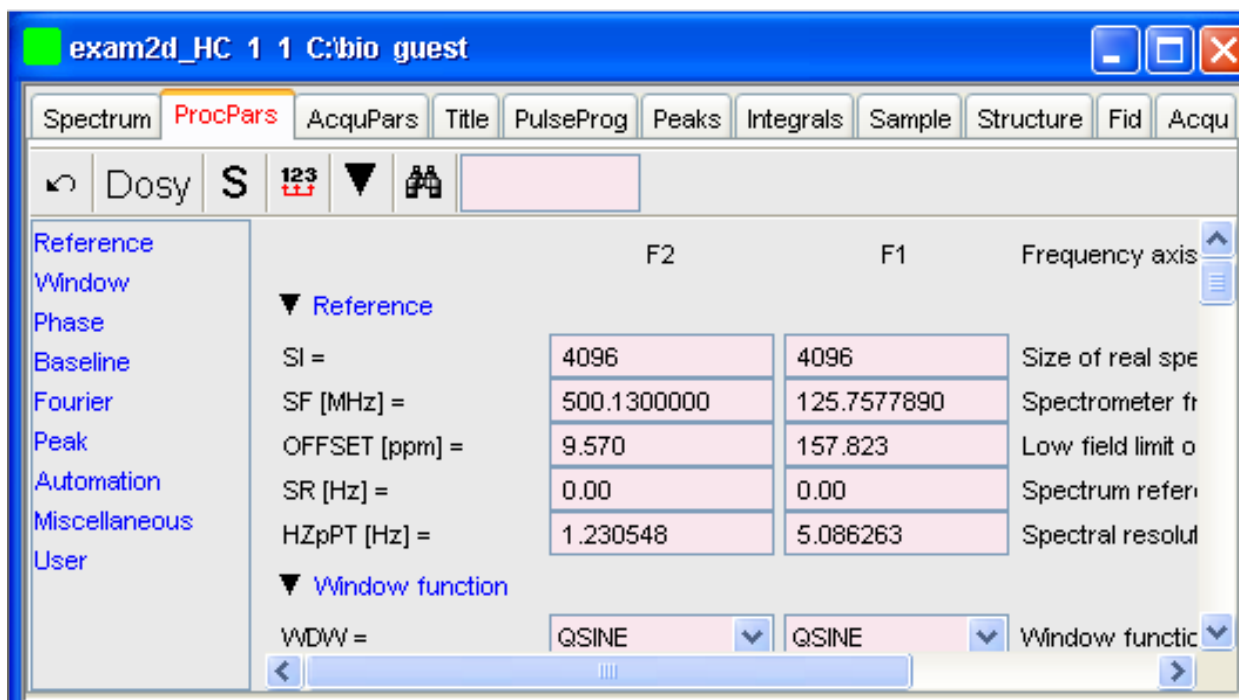 exam2d_HC 1 1 C:\bio guest
Spectrum ProcPars AcquPars Title PulseProg Peaks Integrals Sample Structure Fid Acqu
Dosy S 123
Reference
Window
Phase
Baseline
Fourier
Peak
Automation
Miscellaneous
User
F2 F1 Frequency axis
Reference
SI = 4096 4096 Size of real spe
SF [MHz] = 500.1300000 125.7577890 Spectrometer fr
OFFSET [ppm] = 9.570 157.823 Low field limit o
SR [Hz] = 0.00 0.00 Spectrum refer
HZpPT [Hz] = 1.230548 5.086263 Spectral resolut
Window function
WDW = QSINE QSINE Window functic